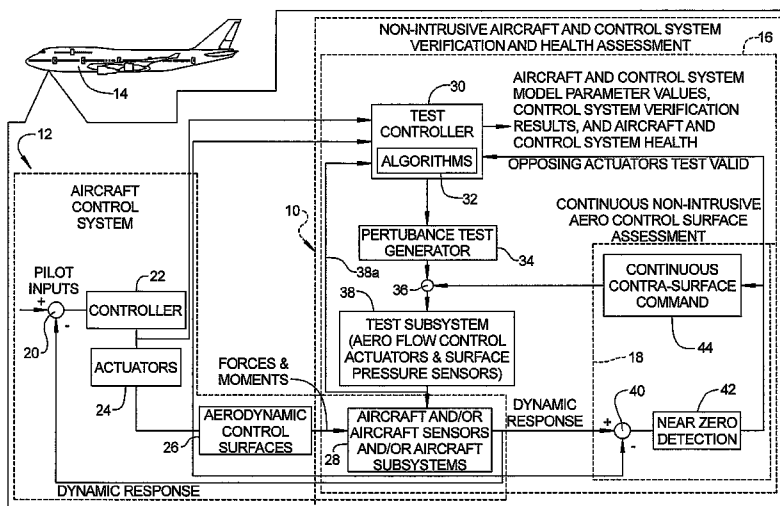 NON-INTRUSIVE AIRCRAFT AND CONTROL SYSTEM
VERIFICATION AND HEALTH ASSESSMENT
16
14
12
30
TEST
CONTROLLER
ALGORITHMS
32
AIRCRAFT AND CONTROL SYSTEM
MODEL PARAMETER VALUES,
CONTROL SYSTEM VERIFICATION
RESULTS, AND AIRCRAFT AND
CONTROL SYSTEM HEALTH
OPPOSING ACTUATORS TEST VALID
AIRCRAFT
CONTROL
SYSTEM
10
CONTINUOUS NON-INTRUSIVE
AERO CONTROL SURFACE
ASSESSMENT
PERTUBANCE TEST
GENERATOR
34
38a
36
PILOT
INPUTS
+
-
20
22
CONTROLLER
ACTUATORS
24
38
TEST SUBSYSTEM
(AERO FLOW CONTROL
ACTUATORS & SURFACE
PRESSURE SENSORS)
CONTINUOUS
CONTRA-SURFACE
COMMAND
44
18
FORCES &
MOMENTS
AERODYNAMIC
CONTROL
SURFACES
26
AIRCRAFT AND/OR
AIRCRAFT SENSORS
AND/OR AIRCRAFT
SUBSYSTEMS
28
DYNAMIC
RESPONSE
+
-
40
42
NEAR ZERO
DETECTION
DYNAMIC RESPONSE